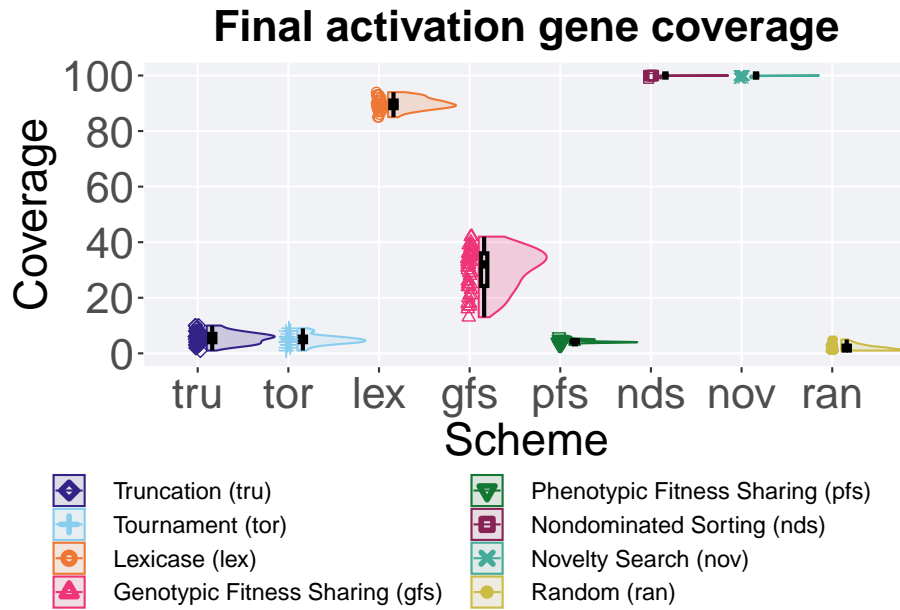 Final activation gene coverage
Coverage
100
80
60
40
20
0
tru tor lex gfs pfs nds nov ran
Scheme
Truncation (tru)
Tournament (tor)
Lexicase (lex)
Genotypic Fitness Sharing (gfs)
Phenotypic Fitness Sharing (pfs)
Nondominated Sorting (nds)
Novelty Search (nov)
Random (ran)